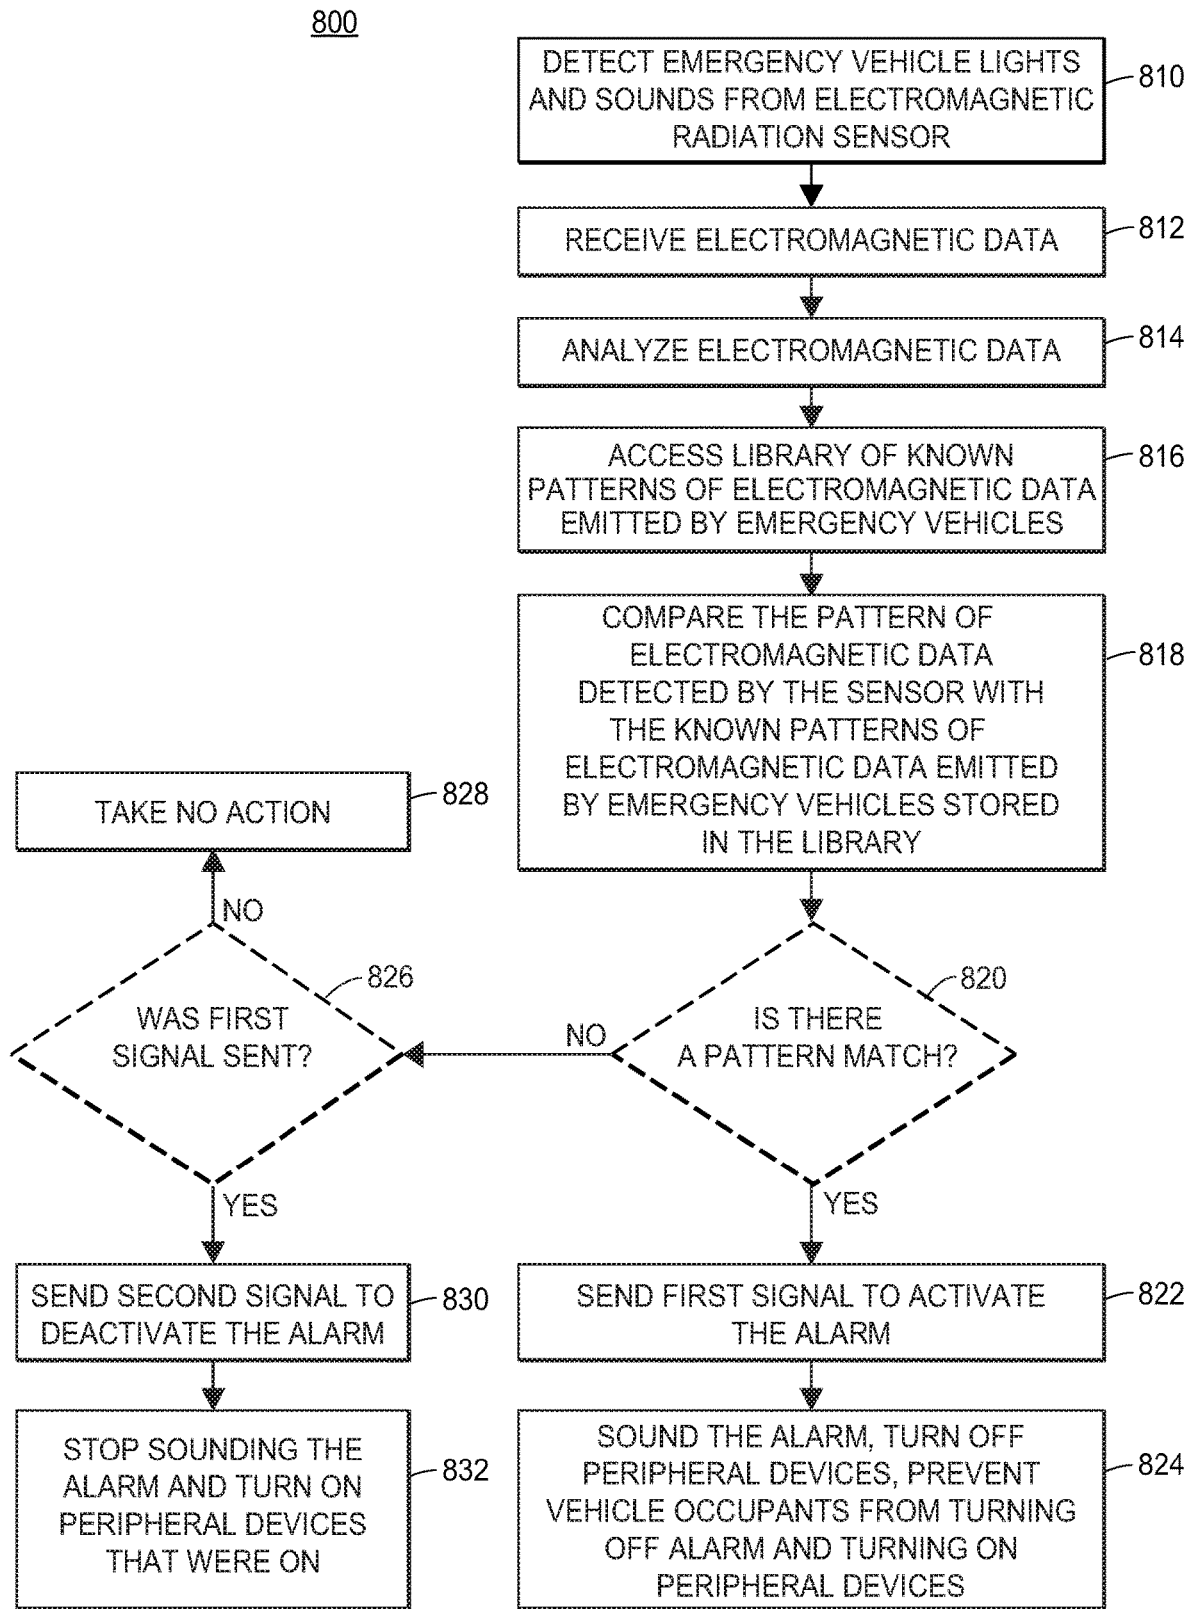 800
DETECT EMERGENCY VEHICLE LIGHTS
AND SOUNDS FROM ELECTROMAGNETIC
RADIATION SENSOR
810
RECEIVE ELECTROMAGNETIC DATA
812
ANALYZE ELECTROMAGNETIC DATA
814
ACCESS LIBRARY OF KNOWN
PATTERNS OF ELECTROMAGNETIC DATA
EMITTED BY EMERGENCY VEHICLES
816
COMPARE THE PATTERN OF
ELECTROMAGNETIC DATA
DETECTED BY THE SENSOR WITH
THE KNOWN PATTERNS OF
ELECTROMAGNETIC DATA EMITTED
BY EMERGENCY VEHICLES STORED
IN THE LIBRARY
818
TAKE NO ACTION
828
NO
WAS FIRST
SIGNAL SENT?
826
NO
IS THERE
A PATTERN MATCH?
820
YES
YES
SEND SECOND SIGNAL TO
DEACTIVATE THE ALARM
830
SEND FIRST SIGNAL TO ACTIVATE
THE ALARM
822
STOP SOUNDING THE
ALARM AND TURN ON
PERIPHERAL DEVICES
THAT WERE ON
832
SOUND THE ALARM, TURN OFF
PERIPHERAL DEVICES, PREVENT
VEHICLE OCCUPANTS FROM TURNING
OFF ALARM AND TURNING ON
PERIPHERAL DEVICES
824